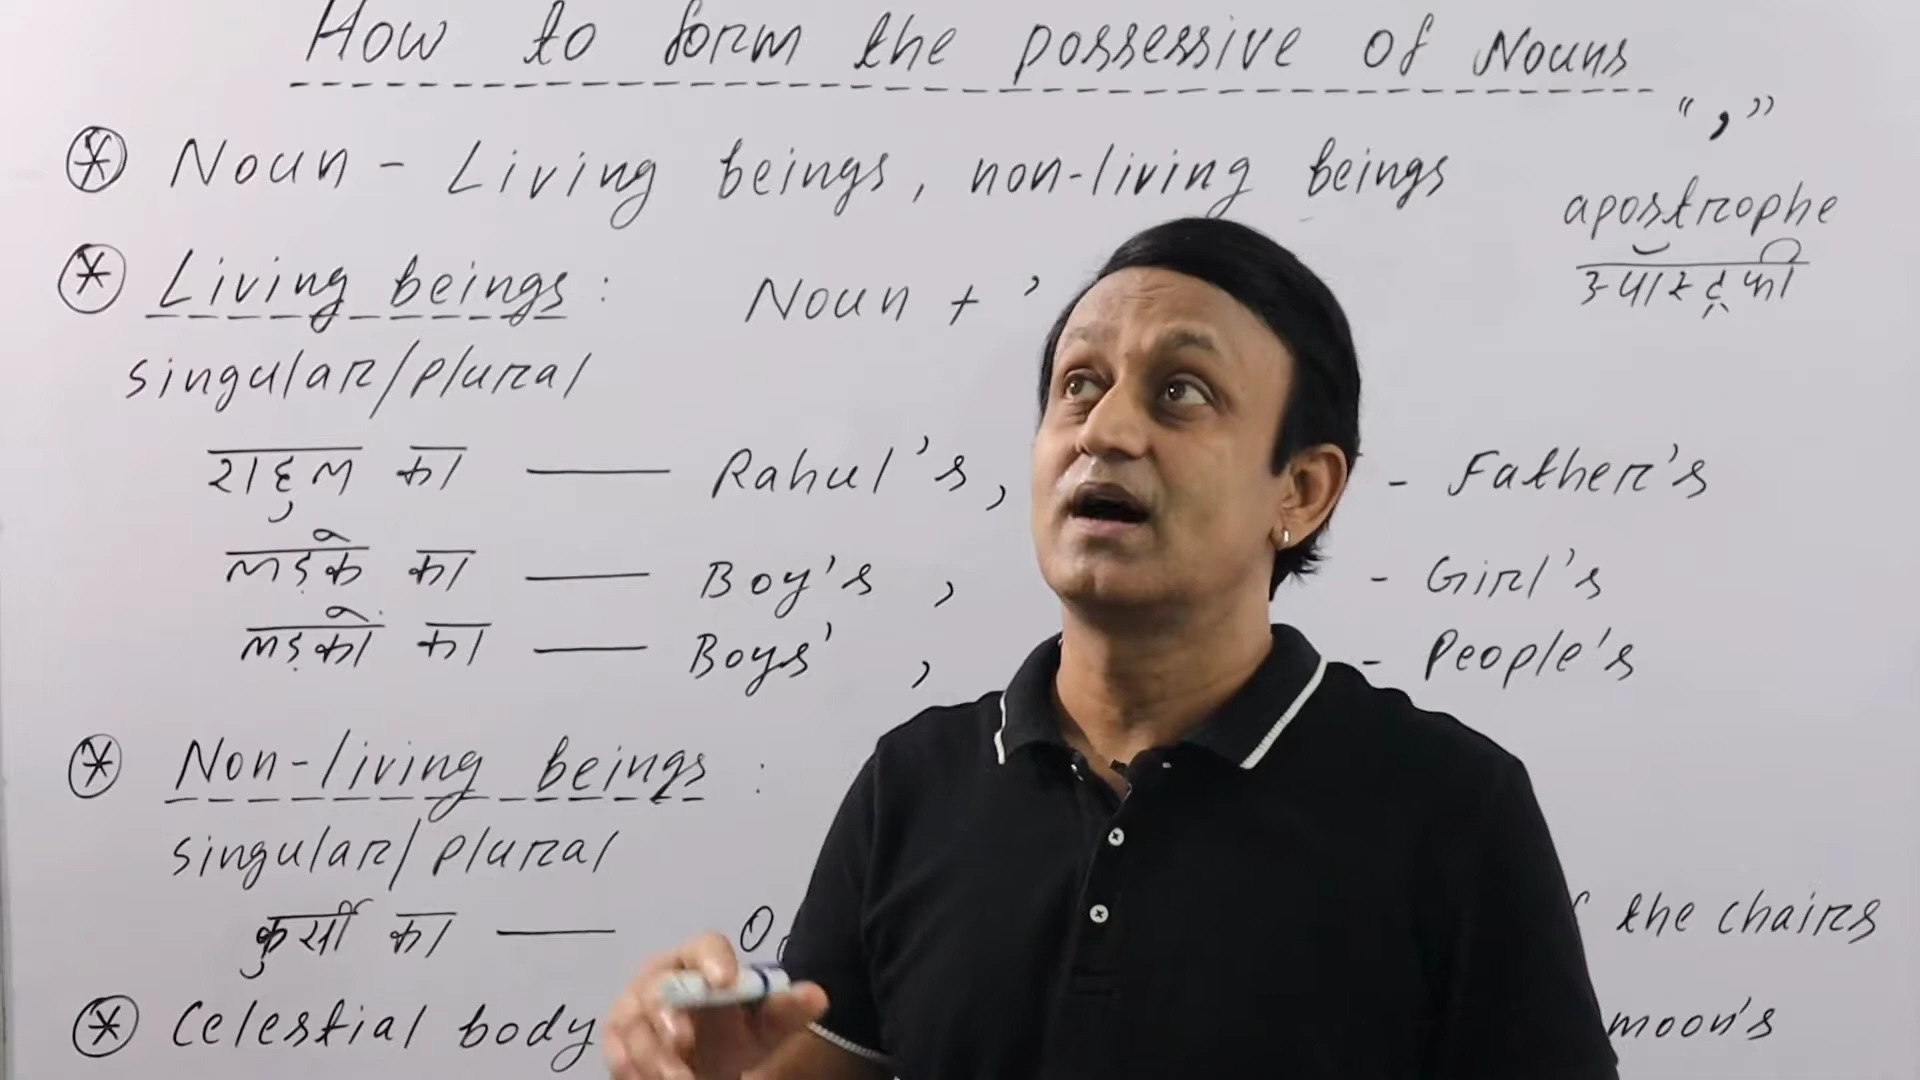 How to form the possessive of Nouns
“ , ”
* Noun - Living beings, non-living beings
apostrophe
* Living beings : Noun + ’
singular/plural
राहुल का — Rahul's, - Father's
लड़के का — Boy's , - Girl's
लड़कों का — Boys' , - People's
* Non-living beings :
singular/plural
कुर्सी का — the chairs
* Celestial body moon's